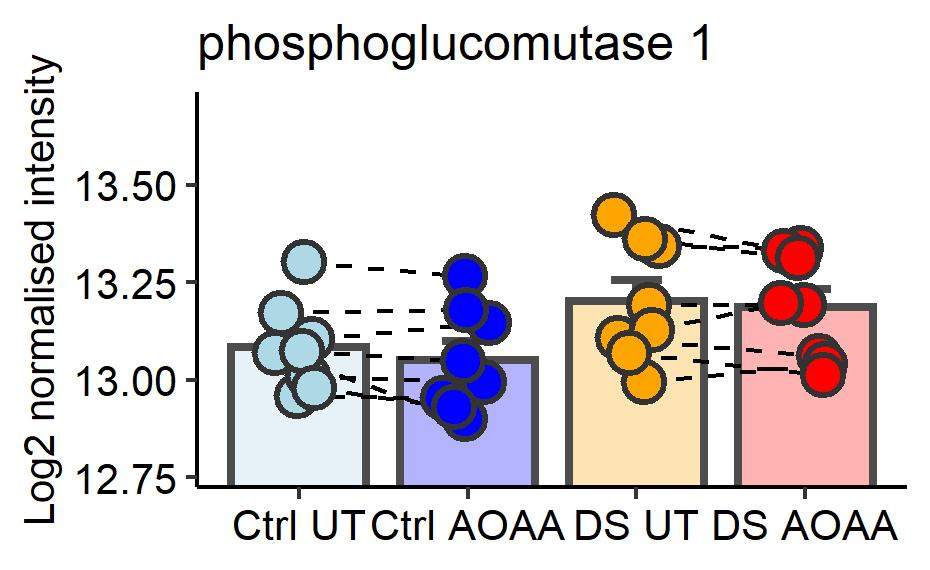 phosphoglucomutase 1
Log2 normalised intensity
13.50
13.25
13.00
12.75
Ctrl UT Ctrl AOAA DS UT DS AOAA